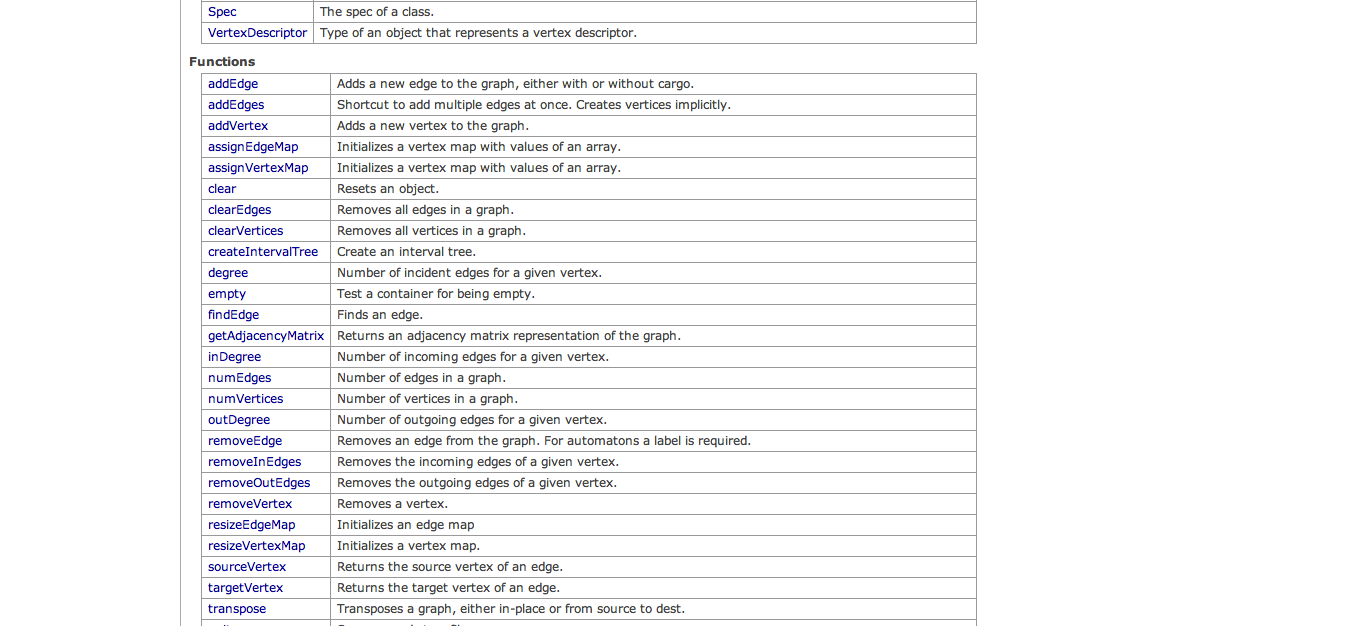 Spec The spec of a class.
VertexDescriptor Type of an object that represents a vertex descriptor.
Functions
addEdge Adds a new edge to the graph, either with or without cargo.
addEdges Shortcut to add multiple edges at once. Creates vertices implicitly.
addVertex Adds a new vertex to the graph.
assignEdgeMap Initializes a vertex map with values of an array.
assignVertexMap Initializes a vertex map with values of an array.
clear Resets an object.
clearEdges Removes all edges in a graph.
clearVertices Removes all vertices in a graph.
createIntervalTree Create an interval tree.
degree Number of incident edges for a given vertex.
empty Test a container for being empty.
findEdge Finds an edge.
getAdjacencyMatrix Returns an adjacency matrix representation of the graph.
inDegree Number of incoming edges for a given vertex.
numEdges Number of edges in a graph.
numVertices Number of vertices in a graph.
outDegree Number of outgoing edges for a given vertex.
removeEdge Removes an edge from the graph. For automatons a label is required.
removeInEdges Removes the incoming edges of a given vertex.
removeOutEdges Removes the outgoing edges of a given vertex.
removeVertex Removes a vertex.
resizeEdgeMap Initializes an edge map
resizeVertexMap Initializes a vertex map.
sourceVertex Returns the source vertex of an edge.
targetVertex Returns the target vertex of an edge.
transpose Transposes a graph, either in-place or from source to dest.